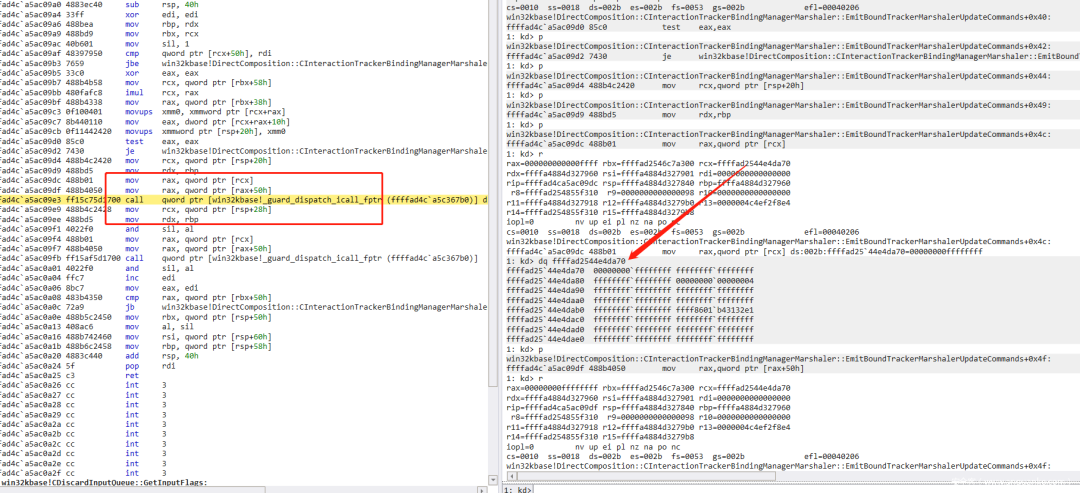 fad4c`a5ac09a0 4883ec40 sub rsp, 40h
fad4c`a5ac09a4 33ff xor edi, edi
fad4c`a5ac09a6 488bea mov rbp, rdx
fad4c`a5ac09a9 488bd9 mov rbx, rcx
fad4c`a5ac09ac 40b601 mov sil, 1
fad4c`a5ac09af 48397950 cmp qword ptr [rcx+50h], rdi
fad4c`a5ac09b3 7659 jbe win32kbase!DirectComposition::CInteractionTrackerBindingManagerMarshale
fad4c`a5ac09b5 33c0 xor eax, eax
fad4c`a5ac09b7 488b4b58 mov rcx, qword ptr [rbx+58h]
fad4c`a5ac09bb 480fafc8 imul rcx, rax
fad4c`a5ac09bf 488b4338 mov rax, qword ptr [rbx+38h]
fad4c`a5ac09c3 0f100401 movups xmm0, xmmword ptr [rcx+rax]
fad4c`a5ac09c7 8b440110 mov eax, dword ptr [rcx+rax+10h]
fad4c`a5ac09cb 0f11442420 movups xmmword ptr [rsp+20h], xmm0
fad4c`a5ac09d0 85c0 test eax, eax
fad4c`a5ac09d2 7430 je win32kbase!DirectComposition::CInteractionTrackerBindingManagerMarshale
fad4c`a5ac09d4 488b4c2420 mov rcx, qword ptr [rsp+20h]
fad4c`a5ac09d9 488bd5 mov rdx, rbp
fad4c`a5ac09dc 488b01 mov rax, qword ptr [rcx]
fad4c`a5ac09df 488b4050 mov rax, qword ptr [rax+50h]
fad4c`a5ac09e3 ff15c75d1700 call qword ptr [win32kbase!_guard_dispatch_icall_fptr (ffffad4c`a5c367b0)] d
fad4c`a5ac09e9 488b4c2428 mov rcx, qword ptr [rsp+28h]
fad4c`a5ac09ee 488bd5 mov rdx, rbp
fad4c`a5ac09f1 4022f0 and sil, al
fad4c`a5ac09f4 488b01 mov rax, qword ptr [rcx]
fad4c`a5ac09f7 488b4050 mov rax, qword ptr [rax+50h]
fad4c`a5ac09fb ff15af5d1700 call qword ptr [win32kbase!_guard_dispatch_icall_fptr (ffffad4c`a5c367b0)]
fad4c`a5ac0a01 4022f0 and sil, al
fad4c`a5ac0a04 ffc7 inc edi
fad4c`a5ac0a06 8bc7 mov eax, edi
fad4c`a5ac0a08 483b4350 cmp rax, qword ptr [rbx+50h]
fad4c`a5ac0a0c 72a9 jb win32kbase!DirectComposition::CInteractionTrackerBindingManagerMarshale
fad4c`a5ac0a0e 488b5c2450 mov rbx, qword ptr [rsp+50h]
fad4c`a5ac0a13 408ac6 mov al, sil
fad4c`a5ac0a16 488b742460 mov rsi, qword ptr [rsp+60h]
fad4c`a5ac0a1b 488b6c2458 mov rbp, qword ptr [rsp+58h]
fad4c`a5ac0a20 4883c440 add rsp, 40h
fad4c`a5ac0a24 5f pop rdi
fad4c`a5ac0a25 c3 ret
fad4c`a5ac0a26 cc int 3
fad4c`a5ac0a27 cc int 3
fad4c`a5ac0a28 cc int 3
fad4c`a5ac0a29 cc int 3
fad4c`a5ac0a2a cc int 3
fad4c`a5ac0a2b cc int 3
fad4c`a5ac0a2c cc int 3
fad4c`a5ac0a2d cc int 3
fad4c`a5ac0a2e cc int 3
fad4c`a5ac0a2f cc int 3
win32kbase!CDiscardInputQueue::GetInputFlags:
cs=0010 ss=0018 ds=002b es=002b fs=0053 gs=002b efl=00040206
win32kbase!DirectComposition::CInteractionTrackerBindingManagerMarshaler::EmitBoundTrackerMarshalerUpdateCommands+0x40:
ffffad4c`a5ac09d0 85c0 test eax,eax
1: kd> p
win32kbase!DirectComposition::CInteractionTrackerBindingManagerMarshaler::EmitBoundTrackerMarshalerUpdateCommands+0x42:
ffffad4c`a5ac09d2 7430 je win32kbase!DirectComposition::CInteractionTrackerBindingManagerMarshaler::EmitBound
1: kd> p
win32kbase!DirectComposition::CInteractionTrackerBindingManagerMarshaler::EmitBoundTrackerMarshalerUpdateCommands+0x44:
ffffad4c`a5ac09d4 488b4c2420 mov rcx,qword ptr [rsp+20h]
1: kd> p
win32kbase!DirectComposition::CInteractionTrackerBindingManagerMarshaler::EmitBoundTrackerMarshalerUpdateCommands+0x49:
ffffad4c`a5ac09d9 488bd5 mov rdx,rbp
1: kd> p
win32kbase!DirectComposition::CInteractionTrackerBindingManagerMarshaler::EmitBoundTrackerMarshalerUpdateCommands+0x4c:
ffffad4c`a5ac09dc 488b01 mov rax,qword ptr [rcx]
1: kd> r
rax=000000000000ffff rbx=ffffad2546c7a300 rcx=ffffad2544e4da70
rdx=ffffa4884d327960 rsi=ffffa4884d327901 rdi=0000000000000000
rip=ffffad4ca5ac09dc rsp=ffffa4884d327840 rbp=ffffa4884d327960
r8=ffffad254855f310 r9=0000000000000098 r10=0000000000000000
r11=ffffa4884d327918 r12=ffffa4884d3279b0 r13=0000004c4ef2f8e4
r14=ffffad254855f310 r15=ffffa4884d3279b8
iopl=0 nv up ei pl nz na po nc
cs=0010 ss=0018 ds=002b es=002b fs=0053 gs=002b efl=00040206
win32kbase!DirectComposition::CInteractionTrackerBindingManagerMarshaler::EmitBoundTrackerMarshalerUpdateCommands+0x4c:
ffffad4c`a5ac09dc 488b01 mov rax,qword ptr [rcx] ds:002b:ffffad25`44e4da70=00000000ffffffff
1: kd> dq ffffad2544e4da70
ffffad25`44e4da70 00000000`ffffffff ffffffff`ffffffff
ffffad25`44e4da80 ffffffff`ffffffff 00000000`00000004
ffffad25`44e4da90 ffffffff`ffffffff ffffffff`ffffffff
ffffad25`44e4daa0 ffffffff`ffffffff ffffffff`ffffffff
ffffad25`44e4dab0 ffffffff`ffffffff ffff8601`b43132e1
ffffad25`44e4dac0 ffffffff`ffffffff ffffffff`ffffffff
ffffad25`44e4dad0 ffffffff`ffffffff ffffffff`ffffffff
ffffad25`44e4dae0 ffffffff`ffffffff ffffffff`ffffffff
1: kd> p
win32kbase!DirectComposition::CInteractionTrackerBindingManagerMarshaler::EmitBoundTrackerMarshalerUpdateCommands+0x4f:
ffffad4c`a5ac09df 488b4050 mov rax,qword ptr [rax+50h]
1: kd> r
rax=00000000ffffffff rbx=ffffad2546c7a300 rcx=ffffad2544e4da70
rdx=ffffa4884d327960 rsi=ffffa4884d327901 rdi=0000000000000000
rip=ffffad4ca5ac09df rsp=ffffa4884d327840 rbp=ffffa4884d327960
r8=ffffad254855f310 r9=0000000000000098 r10=0000000000000000
r11=ffffa4884d327918 r12=ffffa4884d3279b0 r13=0000004c4ef2f8e4
r14=ffffad254855f310 r15=ffffa4884d3279b8
iopl=0 nv up ei pl nz na po nc
cs=0010 ss=0018 ds=002b es=002b fs=0053 gs=002b efl=00040206
win32kbase!DirectComposition::CInteractionTrackerBindingManagerMarshaler::EmitBoundTrackerMarshalerUpdateCommands+0x4f:
1: kd>